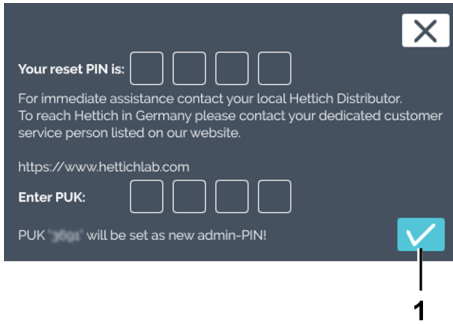 Your reset PIN is:
For immediate assistance contact your local Hettich Distributor.
To reach Hettich in Germany please contact your dedicated customer
service person listed on our website.
https://www.hettichlab.com
Enter PUK:
PUK will be set as new admin-PIN!
1